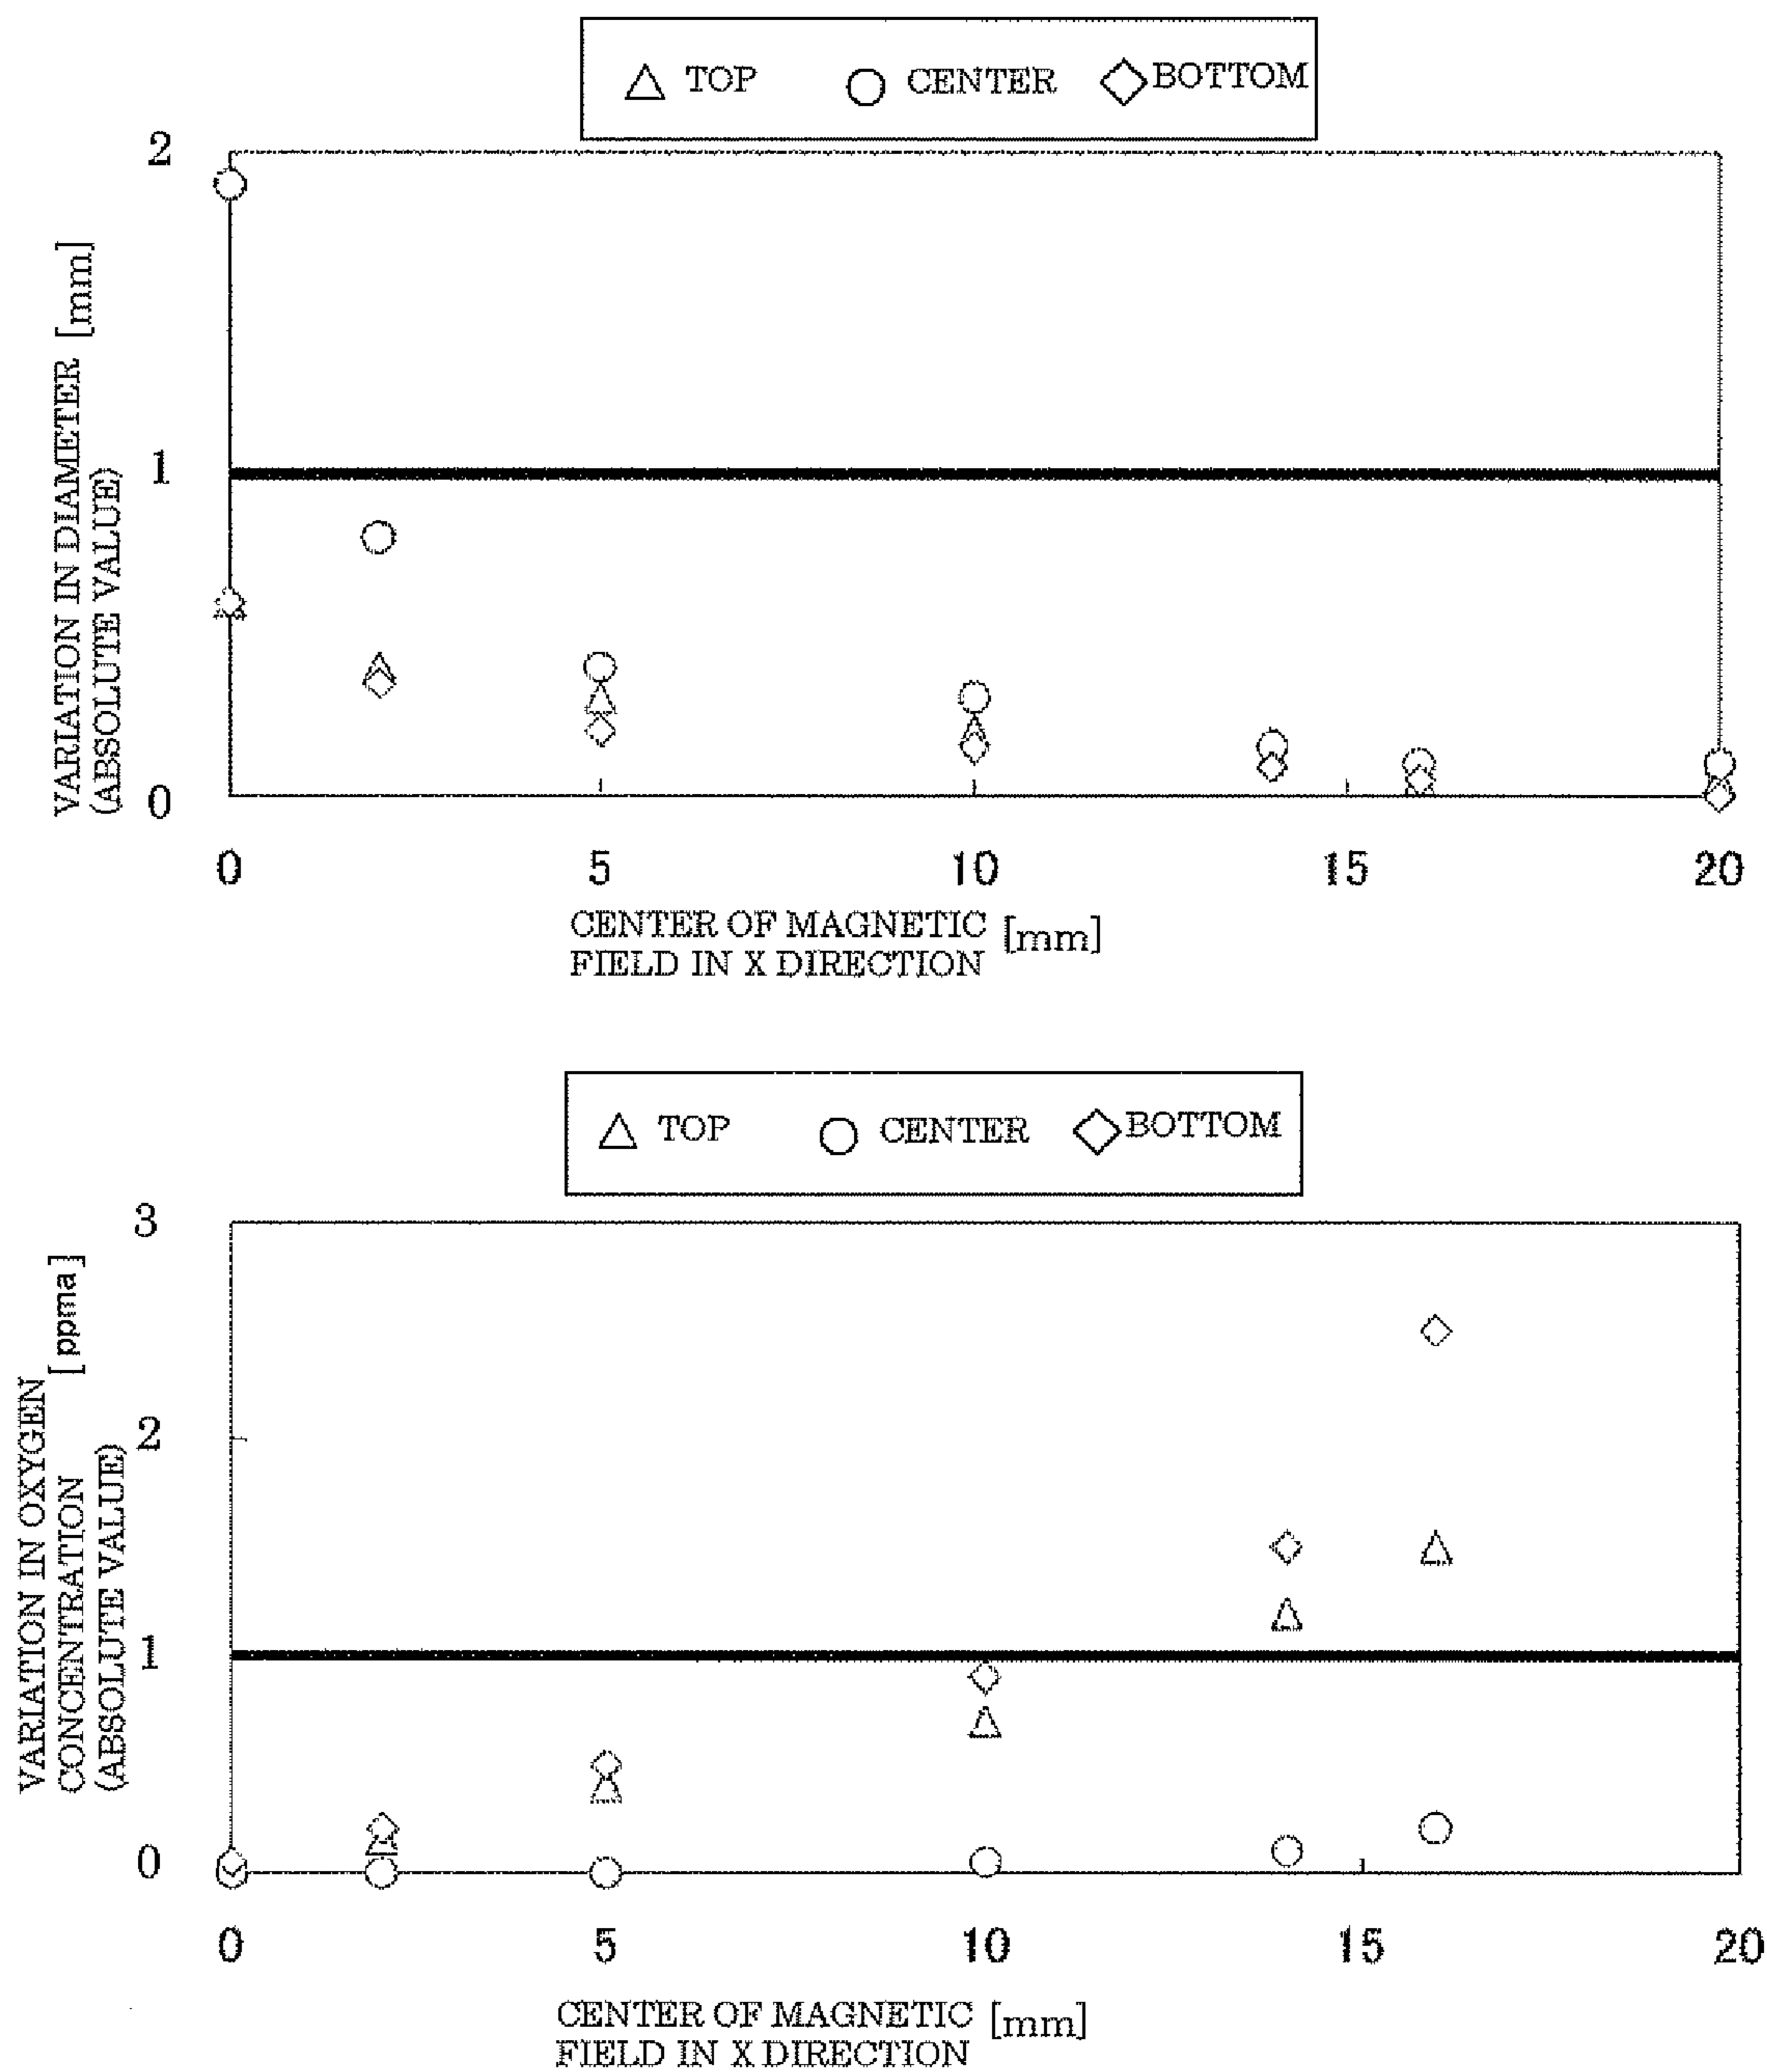 △ TOP ○ CENTER ◇ BOTTOM
2
1
0
VARIATION IN DIAMETER [mm]
(ABSOLUTE VALUE)
0 5 10 15 20
CENTER OF MAGNETIC [mm]
FIELD IN X DIRECTION
△ TOP ○ CENTER ◇ BOTTOM
3
2
1
0
VARIATION IN OXYGEN
CONCENTRATION [ppma]
(ABSOLUTE VALUE)
0 5 10 15 20
CENTER OF MAGNETIC [mm]
FIELD IN X DIRECTION